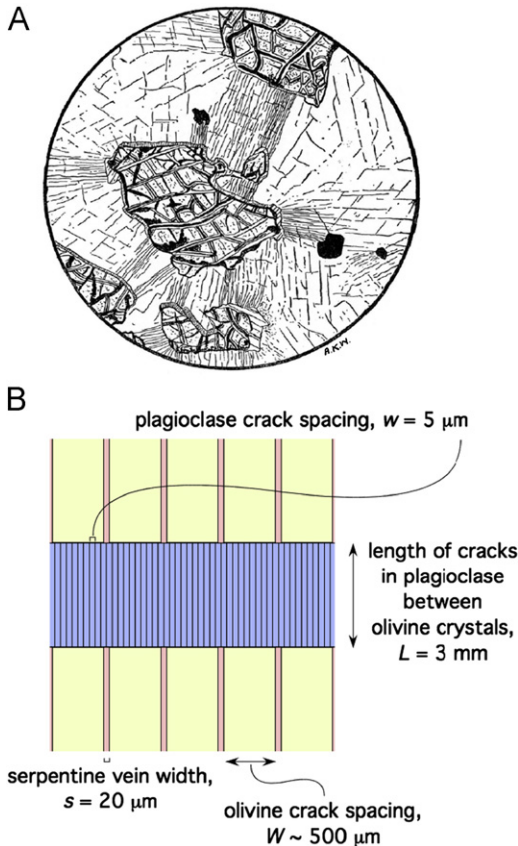 A
A.K.W.
B
plagioclase crack spacing, w = 5 μm
length of cracks
in plagioclase
between
olivine crystals,
L = 3 mm
serpentine vein width,
s = 20 μm
olivine crack spacing,
W ~ 500 μm